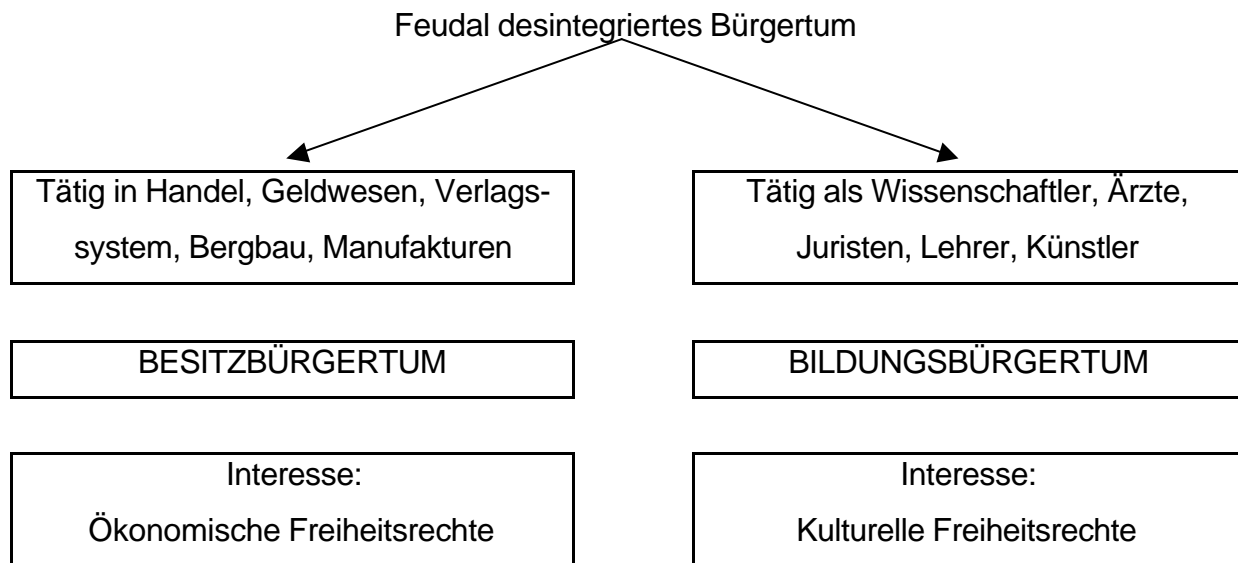 Feudal desintegriertes Bürgertum
Tätig in Handel, Geldwesen, Verlags-
system, Bergbau, Manufakturen
BESITZBÜRGERTUM
Interesse:
Ökonomische Freiheitsrechte
Tätig als Wissenschaftler, Ärzte,
Juristen, Lehrer, Künstler
BILDUNGSBÜRGERTUM
Interesse:
Kulturelle Freiheitsrechte